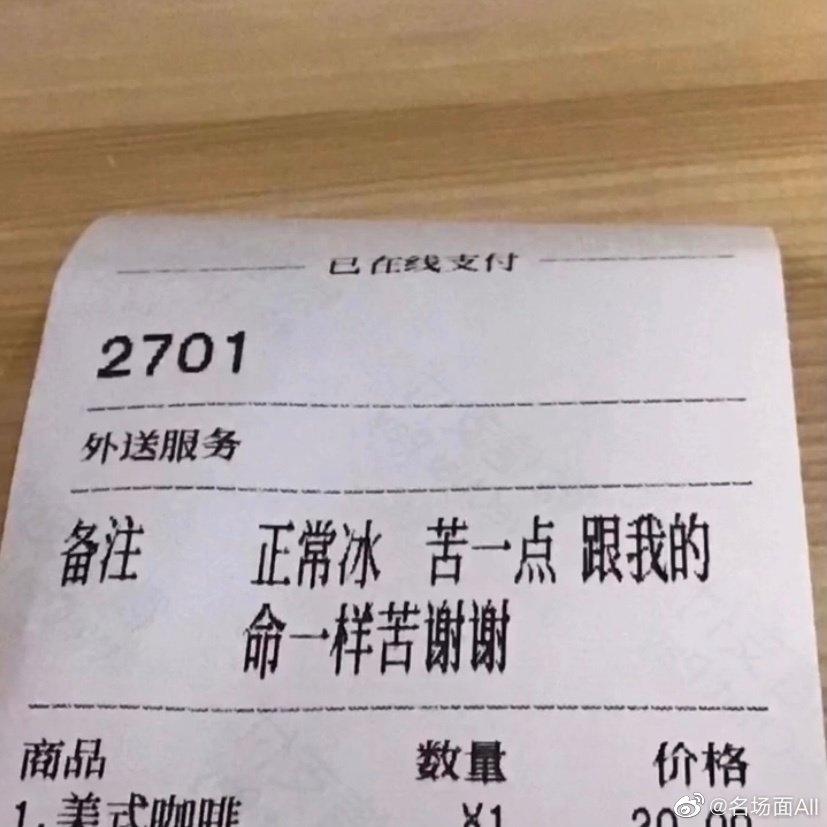 已在线支付
2701
外送服务
备注 正常冰 苦一点 跟我的
命一样苦谢谢
商品 数量 价格
1.美式咖啡 X1 20.00
@名场面All